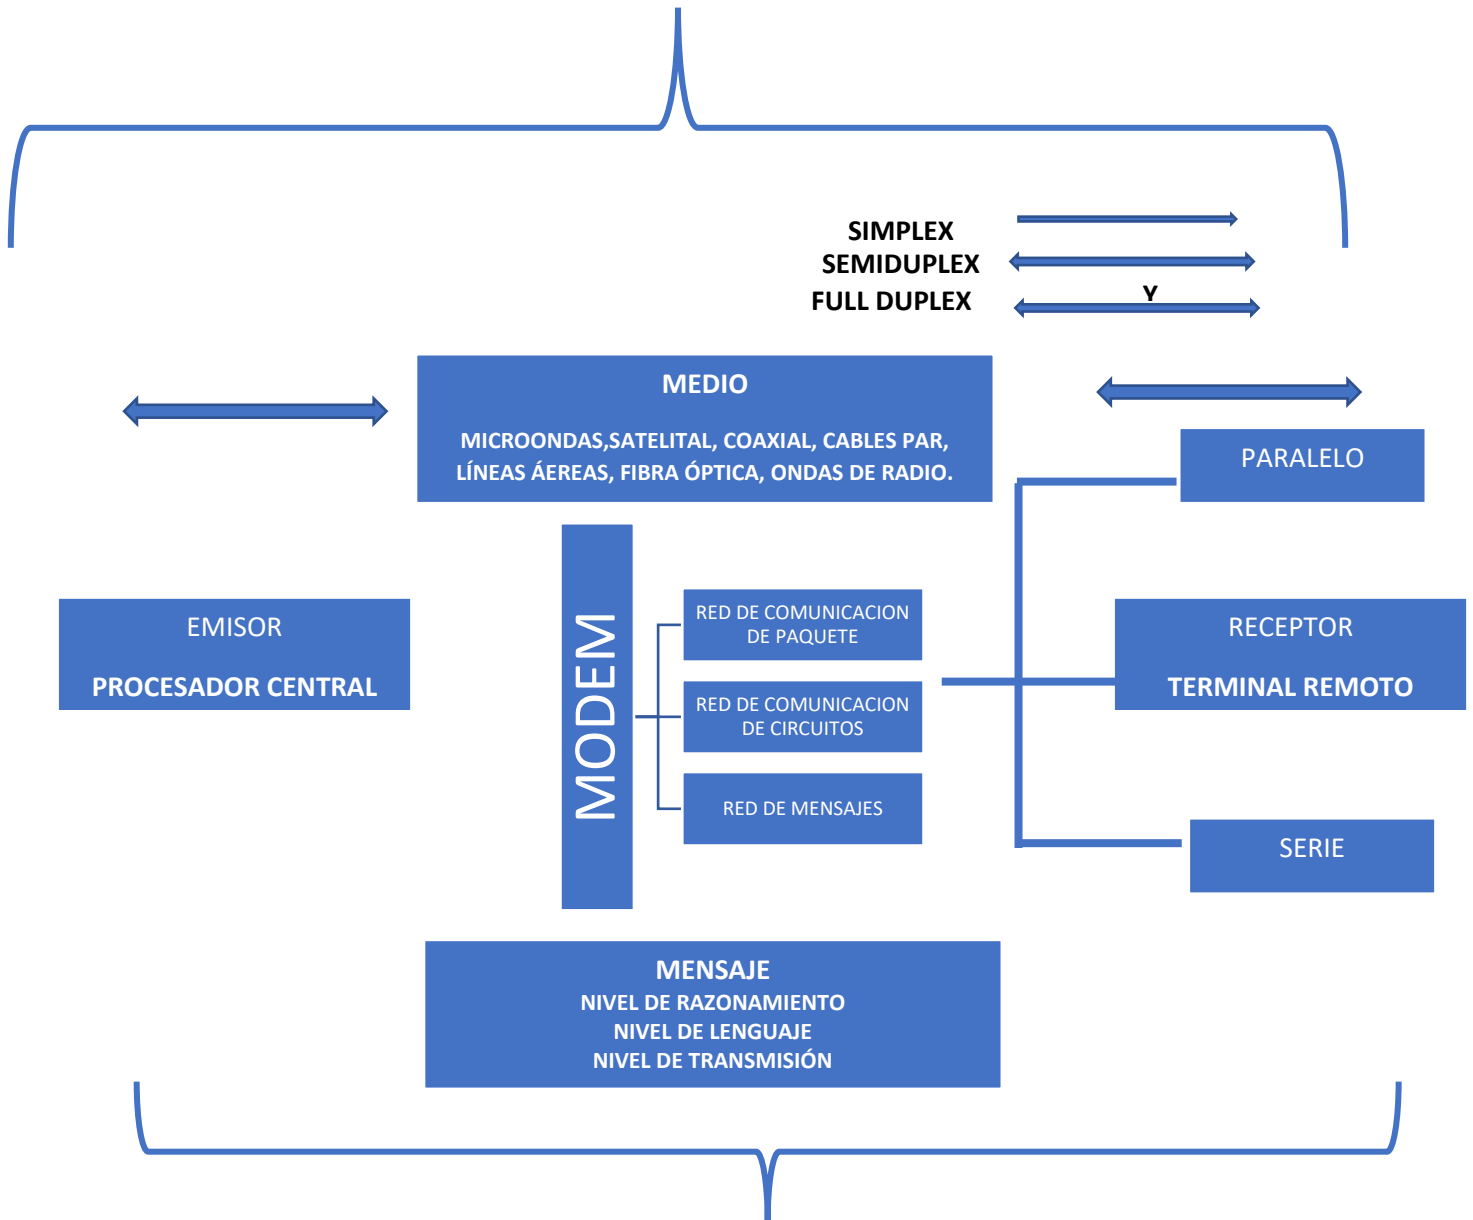 SIMPLEX
SEMIDUPLEX
FULL DUPLEX
Y
MEDIO
MICROONDAS,SATELITAL, COAXIAL, CABLES PAR,
LÍNEAS ÁEREAS, FIBRA ÓPTICA, ONDAS DE RADIO.
PARALELO
EMISOR
PROCESADOR CENTRAL
MODEM
RED DE COMUNICACION
DE PAQUETE
RED DE COMUNICACION
DE CIRCUITOS
RED DE MENSAJES
RECEPTOR
TERMINAL REMOTO
SERIE
MENSAJE
NIVEL DE RAZONAMIENTO
NIVEL DE LENGUAJE
NIVEL DE TRANSMISIÓN